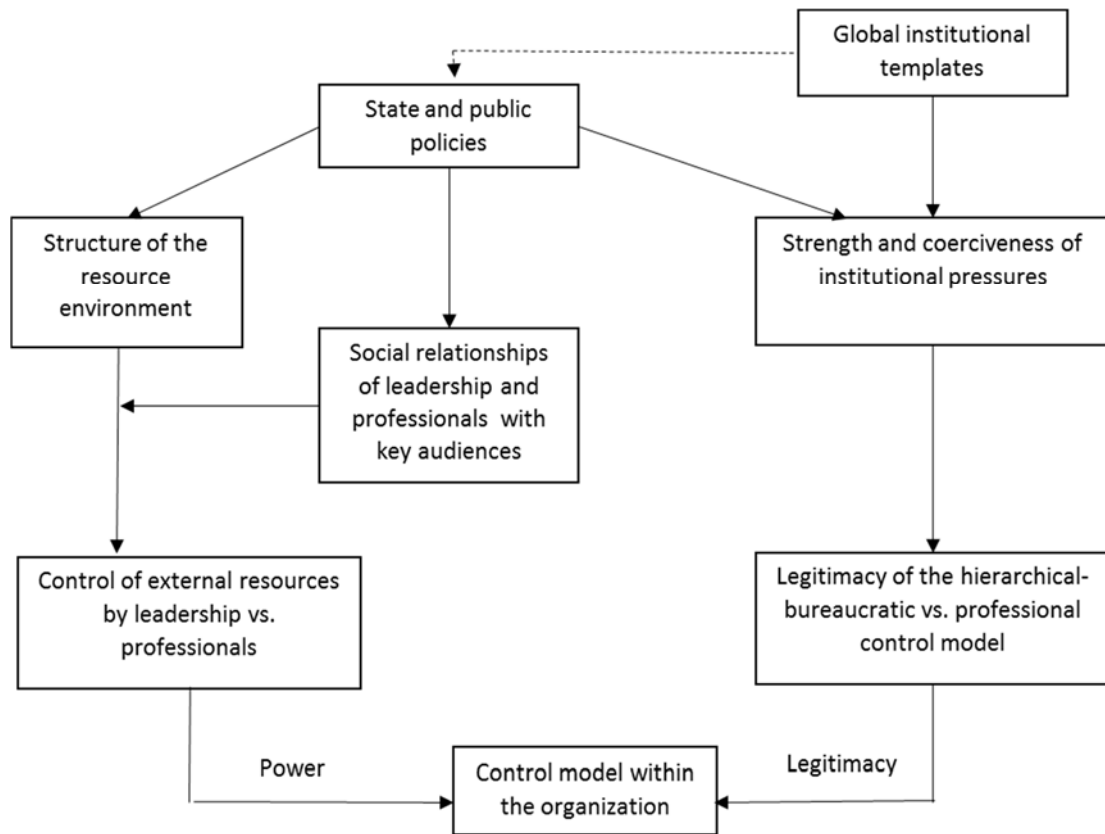 Global institutional
templates
State and public
policies
Structure of the
resource
environment
Strength and coerciveness of
institutional pressures
Social relationships
of leadership and
professionals with
key audiences
Control of external resources
by leadership vs.
professionals
Legitimacy of the hierarchical-
bureaucratic vs. professional
control model
Power
Legitimacy
Control model within
the organization